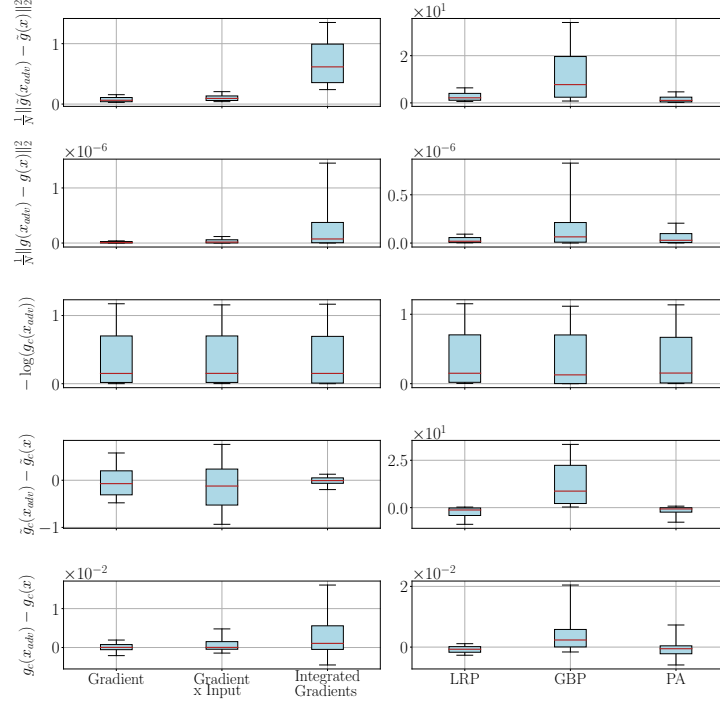 ×10¹
1/N ||g̃(x_adv) − g̃(x)||²₂
1
0
2
0
×10⁻⁶
×10⁻⁶
1/N ||g(x_adv) − g(x)||²₂
1
0
0.5
0.0
− log(g_c(x_adv))
1
0
1
0
×10¹
g̃_c(x_adv) − g̃_c(x)
0
−1
2.5
0.0
×10⁻²
×10⁻²
g_c(x_adv) − g_c(x)
1
0
2
0
Gradient
Gradient
x Input
Integrated
Gradients
LRP
GBP
PA